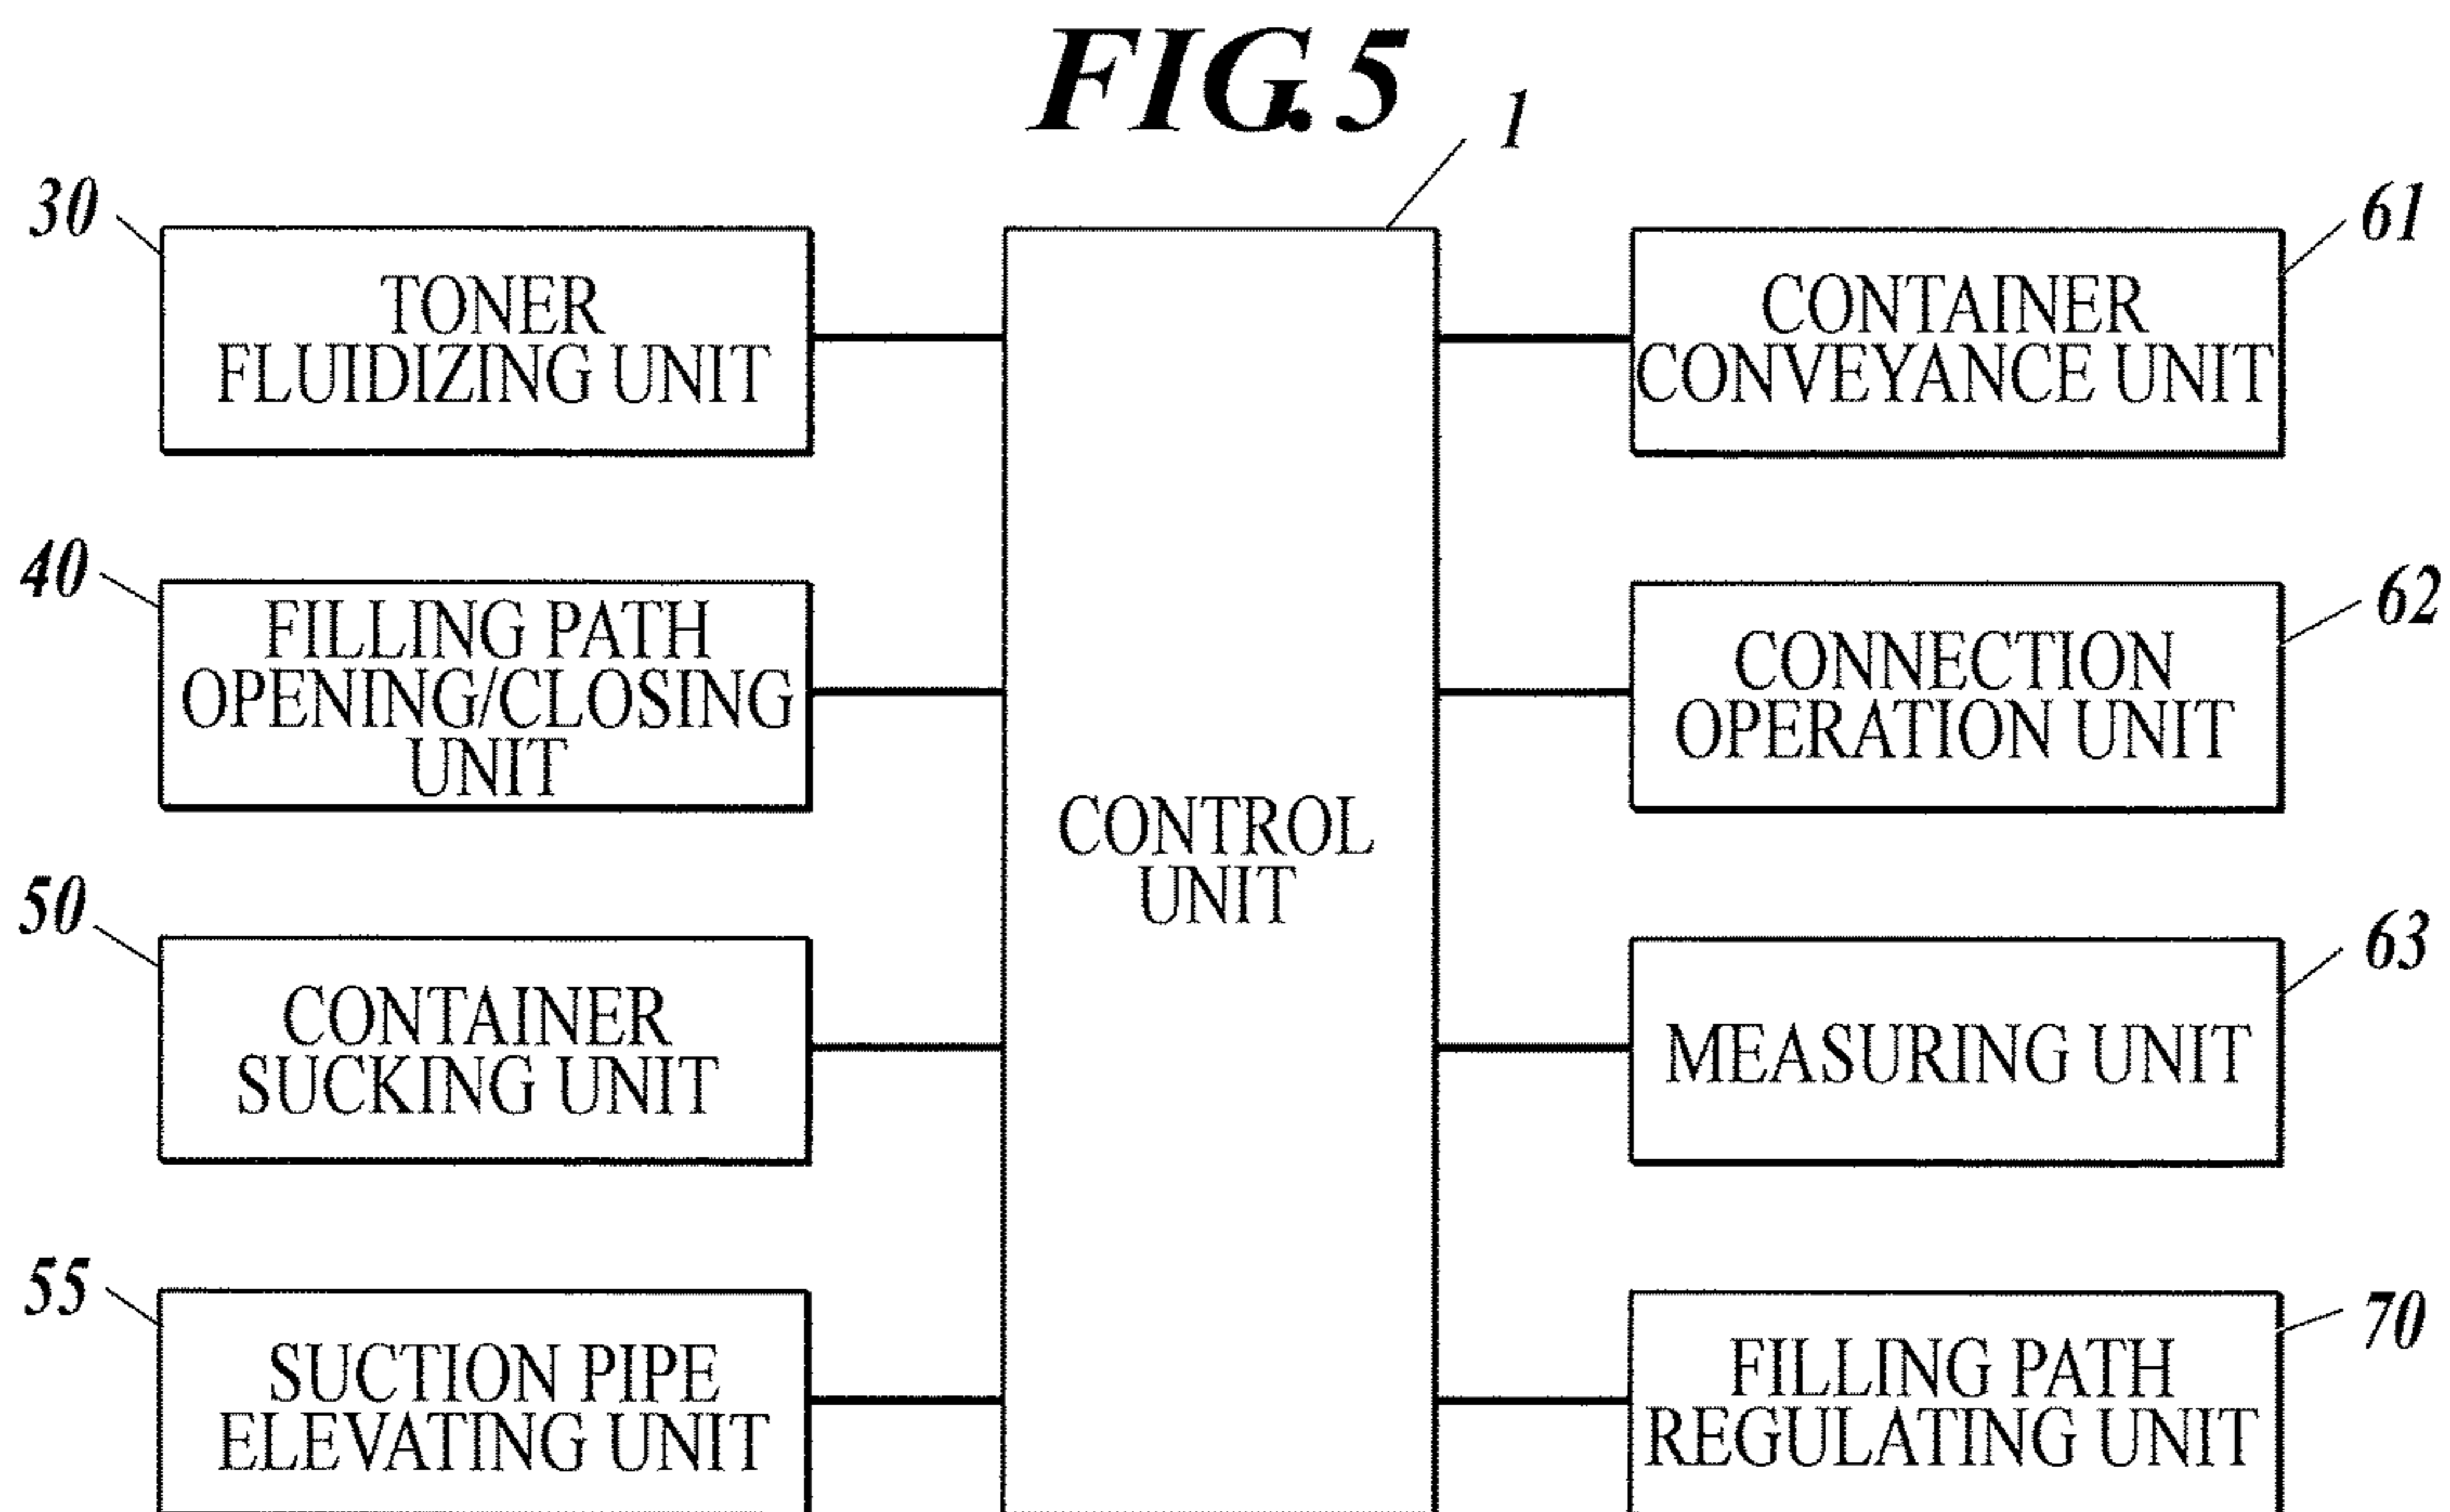 FIG. 5
1
30
TONER
FLUIDIZING UNIT
40
FILLING PATH
OPENING/CLOSING
UNIT
50
CONTAINER
SUCKING UNIT
55
SUCTION PIPE
ELEVATING UNIT
CONTROL
UNIT
61
CONTAINER
CONVEYANCE UNIT
62
CONNECTION
OPERATION UNIT
63
MEASURING UNIT
70
FILLING PATH
REGULATING UNIT